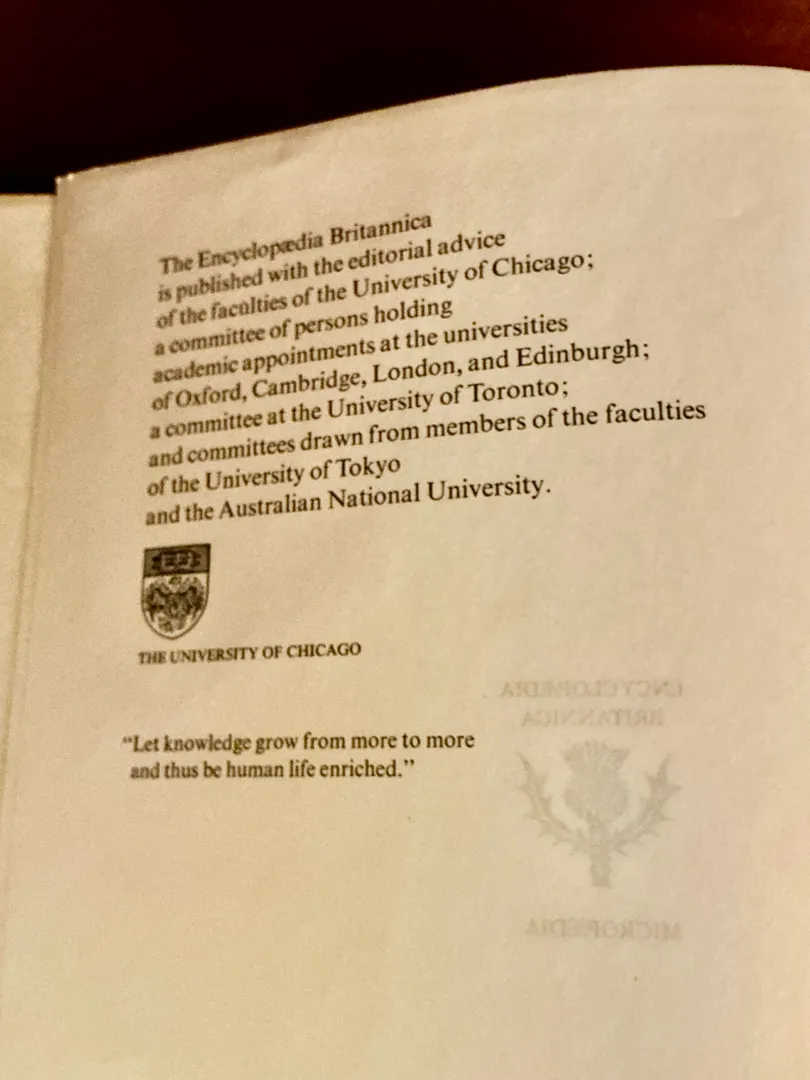 The Encyclopædia Britannica
is published with the editorial advice
of the faculties of the University of Chicago;
a committee of persons holding
academic appointments at the universities
of Oxford, Cambridge, London, and Edinburgh;
a committee at the University of Toronto;
and committees drawn from members of the faculties
of the University of Tokyo
and the Australian National University.
THE UNIVERSITY OF CHICAGO
“Let knowledge grow from more to more
and thus be human life enriched.”
ENCYCLOPÆDIA
BRITANNICA
MICROPÆDIA